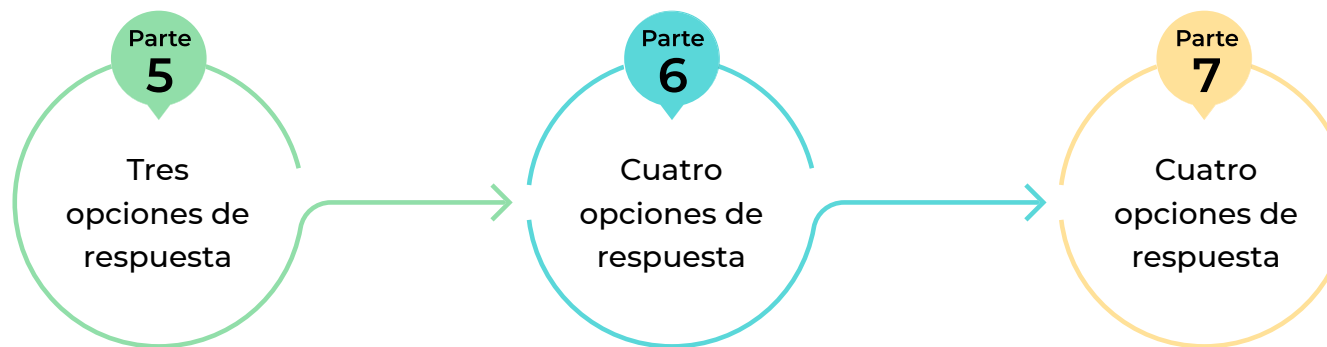 Parte
5
Tres
opciones de
respuesta
Parte
6
Cuatro
opciones de
respuesta
Parte
7
Cuatro
opciones de
respuesta